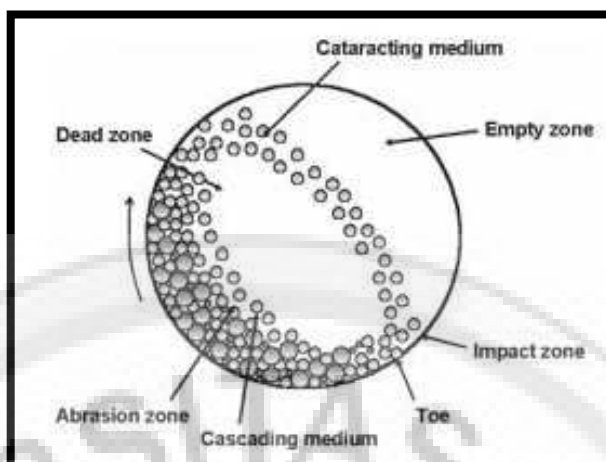 Cataracting medium
Dead zone
Empty zone
Impact zone
Abrasion zone
Toe
Cascading medium